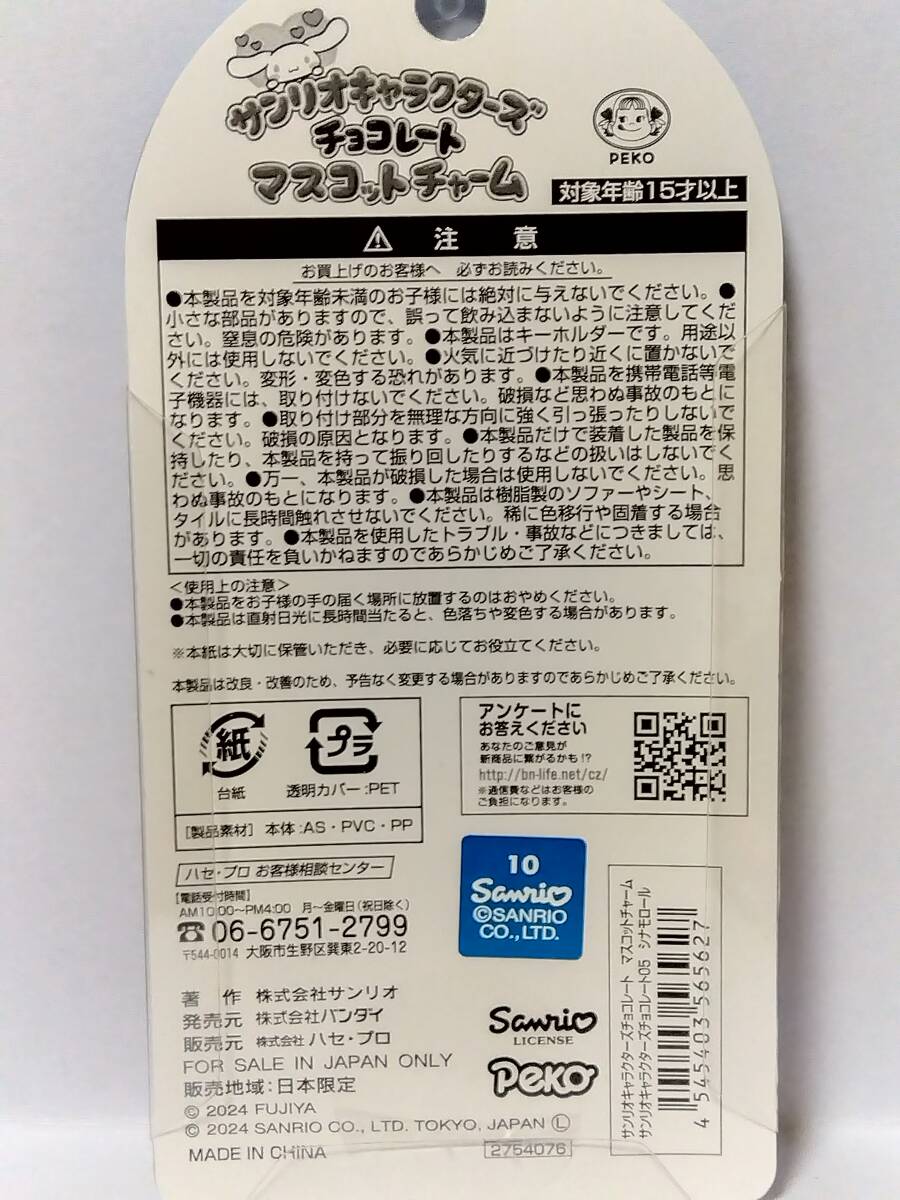 サンリオキャラクターズ
チョコレート
マスコットチャーム
PEKO
対象年齢15才以上
⚠ 注 意
お買上げのお客様へ 必ずお読みください。
●本製品を対象年齢未満のお子様には絶対に与えないでください。●
小さな部品がありますので、誤って飲み込まないように注意してくだ
さい。窒息の危険があります。●本製品はキーホルダーです。用途以
外には使用しないでください。●火気に近づけたり近くに置かないで
ください。変形・変色する恐れがあります。●本製品を携帯電話等電
子機器には、取り付けないでください。破損など思わぬ事故のもとに
なります。●取り付け部分を無理な方向に強く引っ張ったりしないで
ください。破損の原因となります。●本製品だけで装着した製品を保
持したり、本製品を持って振り回したりするなどの扱いはしないでく
ださい。●万一、本製品が破損した場合は使用しないでください。思
わぬ事故のもとになります。●本製品は樹脂製のソファーやシート、
タイルに長時間触れさせないでください。稀に色移行や固着する場合
があります。●本製品を使用したトラブル・事故などにつきましては、
一切の責任を負いかねますのであらかじめご了承ください。
＜使用上の注意＞
●本製品をお子様の手の届く場所に放置するのはおやめください。
●本製品は直射日光に長時間当たると、色落ちや変色する場合があります。
※本紙は大切に保管いただき、必要に応じてお役立てください。
本製品は改良・改善のため、予告なく変更する場合がありますのであらかじめご了承ください。
紙
台紙
プラ
透明カバー:PET
[製品素材] 本体:AS・PVC・PP
アンケートに
お答えください
あなたのご意見が
新商品に繋がるかも!?
http://bn-life.net/cz/
※通信費などはお客様の
ご負担になります。
ハセ・プロ お客様相談センター
[電話受付時間]
AM10:00〜PM4:00 月〜金曜日(祝日除く)
☎06-6751-2799
〒544-0014 大阪市生野区巽東2-20-12
10
Sanrio
©SANRIO
CO.,LTD.
著 作 株式会社サンリオ
発売元 株式会社バンダイ
販売元 株式会社 ハセ・プロ
FOR SALE IN JAPAN ONLY
販売地域:日本限定
© 2024 FUJIYA
© 2024 SANRIO CO., LTD. TOKYO, JAPAN Ⓛ
MADE IN CHINA
Sanrio
LICENSE
Peko
2754076
サンリオキャラクターズチョコレート マスコットチャーム
サンリオキャラクターズチョコレート05 シナモロール
4 545403 565627